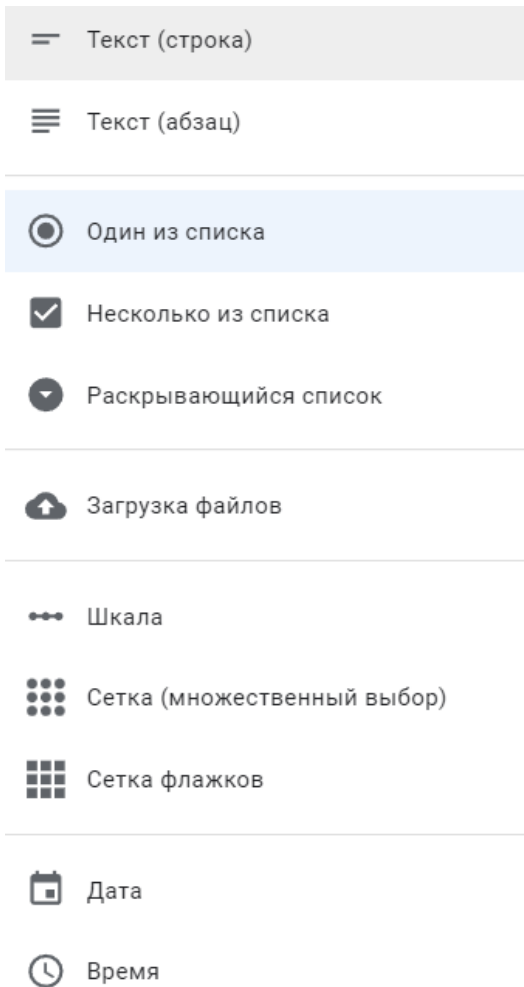 Текст (строка)
Текст (абзац)
Один из списка
Несколько из списка
Раскрывающийся список
Загрузка файлов
Шкала
Сетка (множественный выбор)
Сетка флажков
Дата
Время